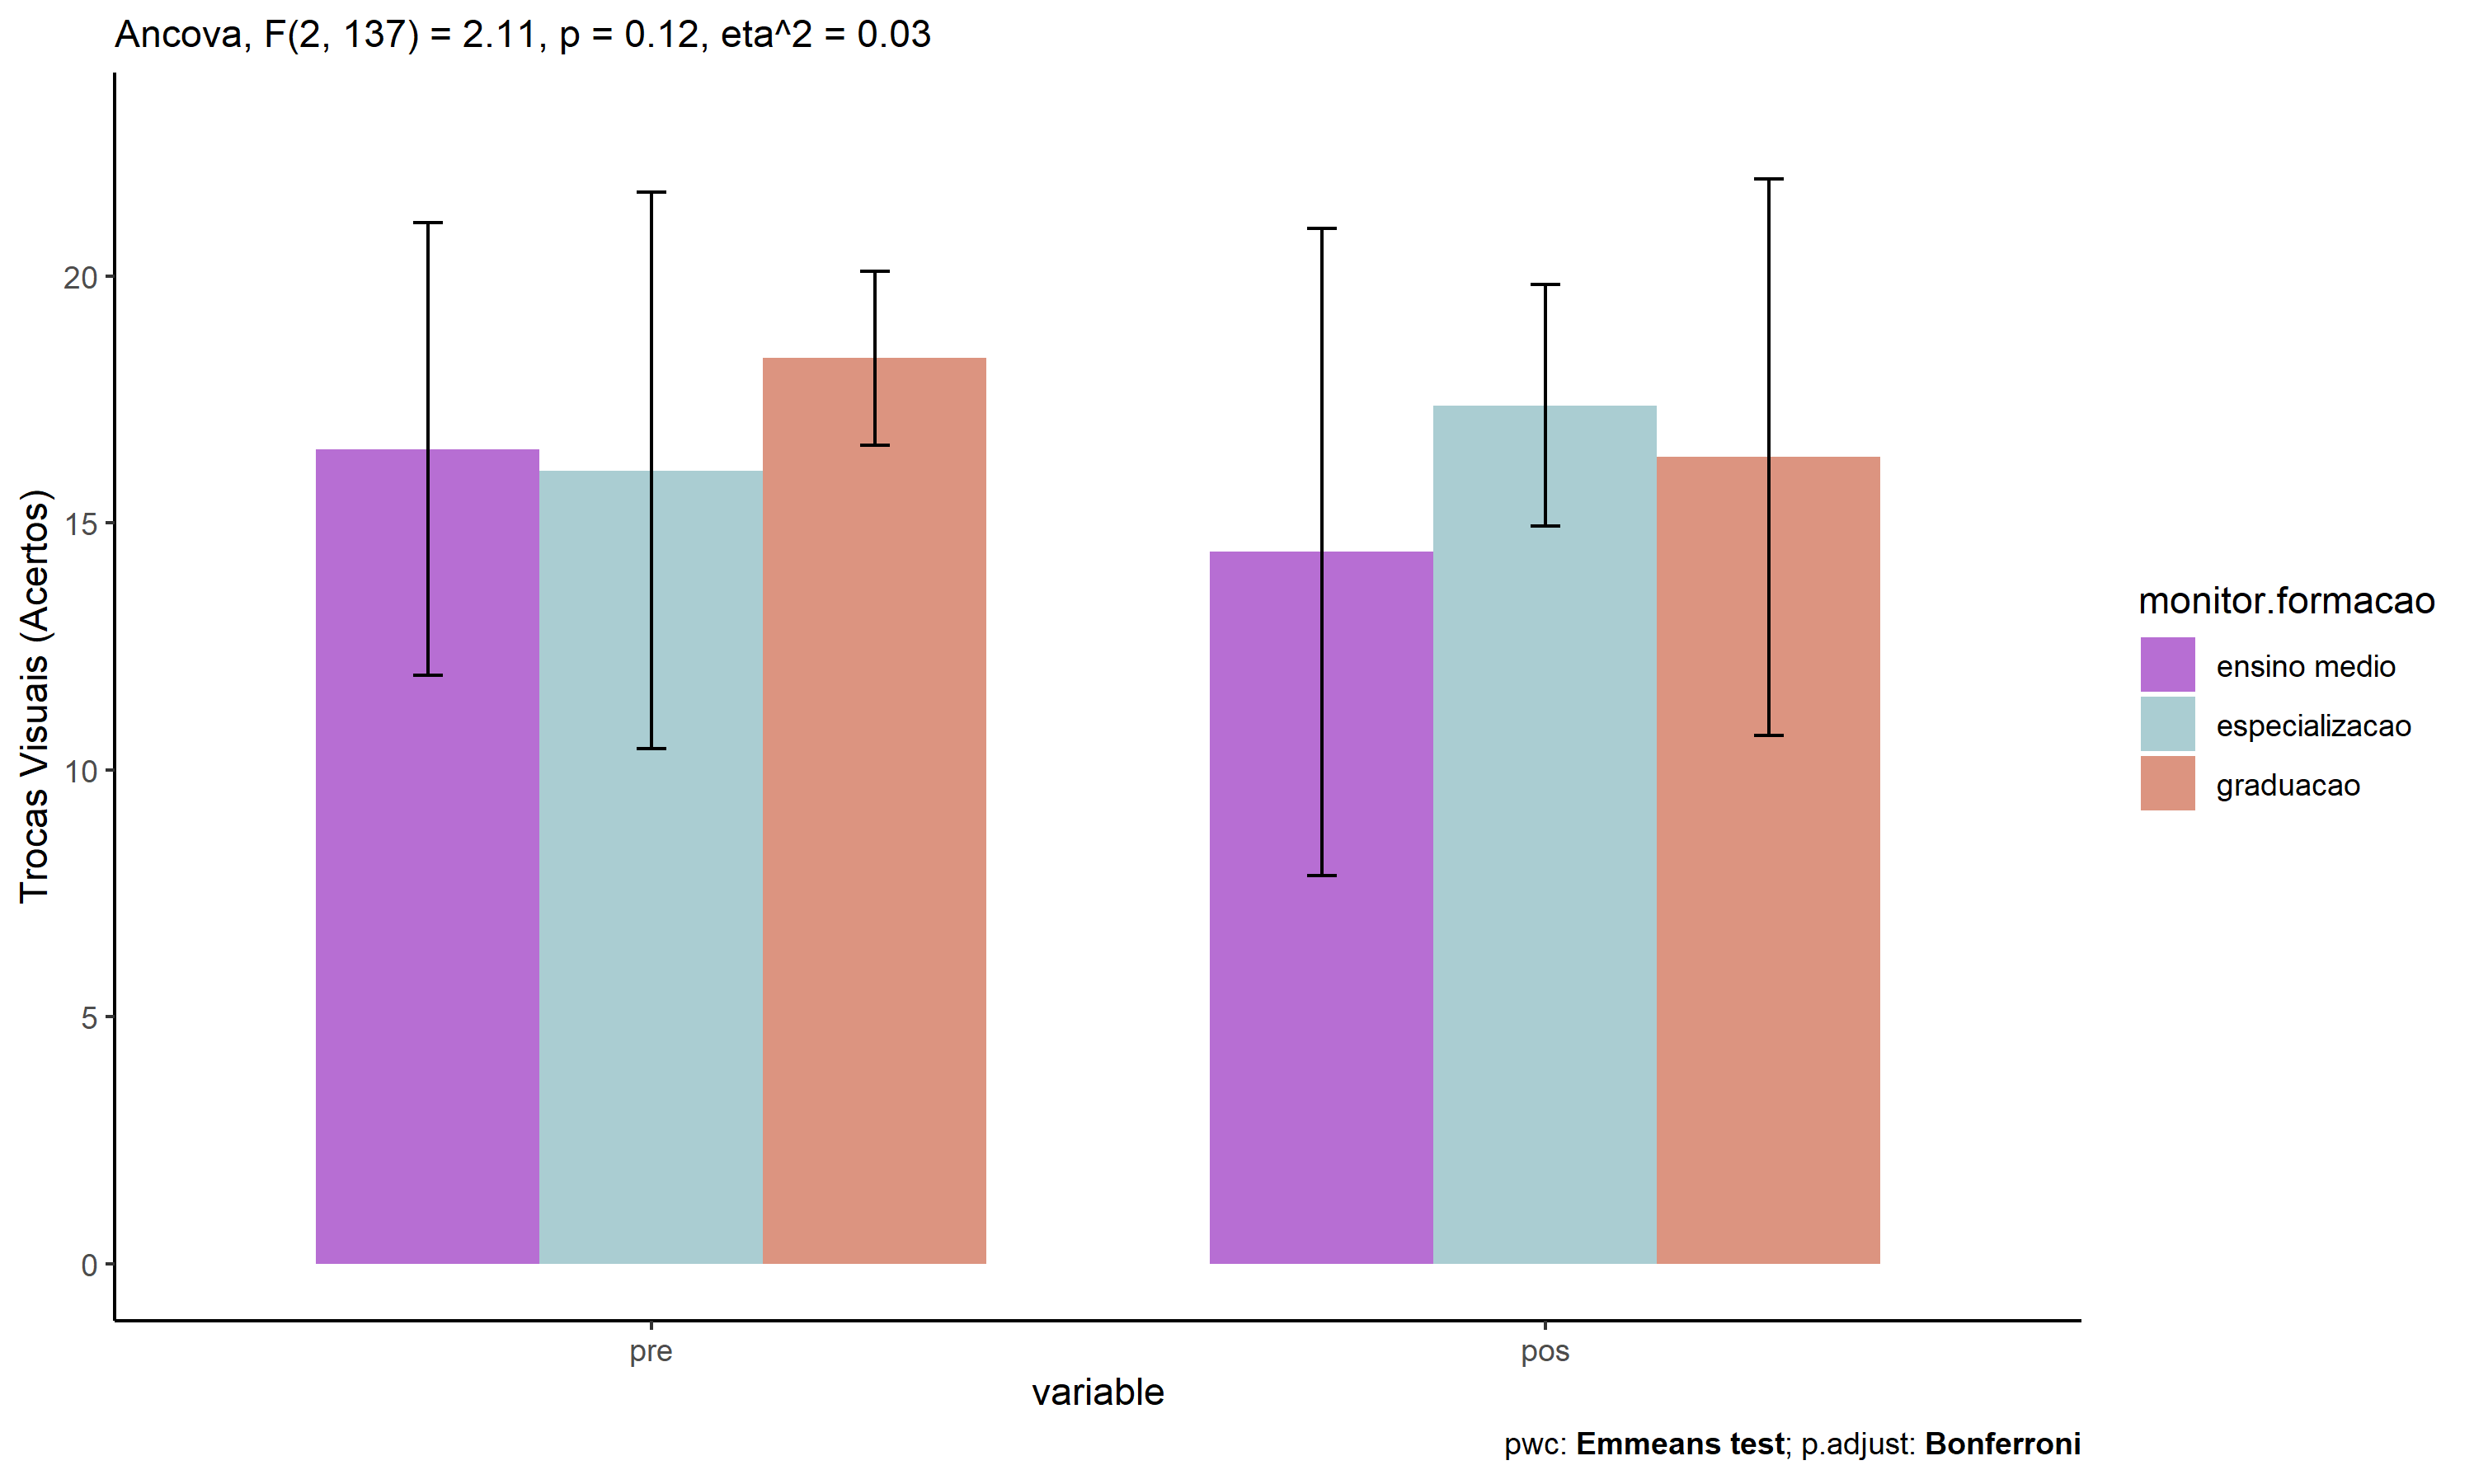 Ancova, F(2, 137) = 2.11, p = 0.12, eta^2 = 0.03
Trocas Visuais (Acertos)
20
15
10
5
0
pre
pos
variable
monitor.formacao
ensino medio
especializacao
graduacao
pwc: Emmeans test; p.adjust: Bonferroni